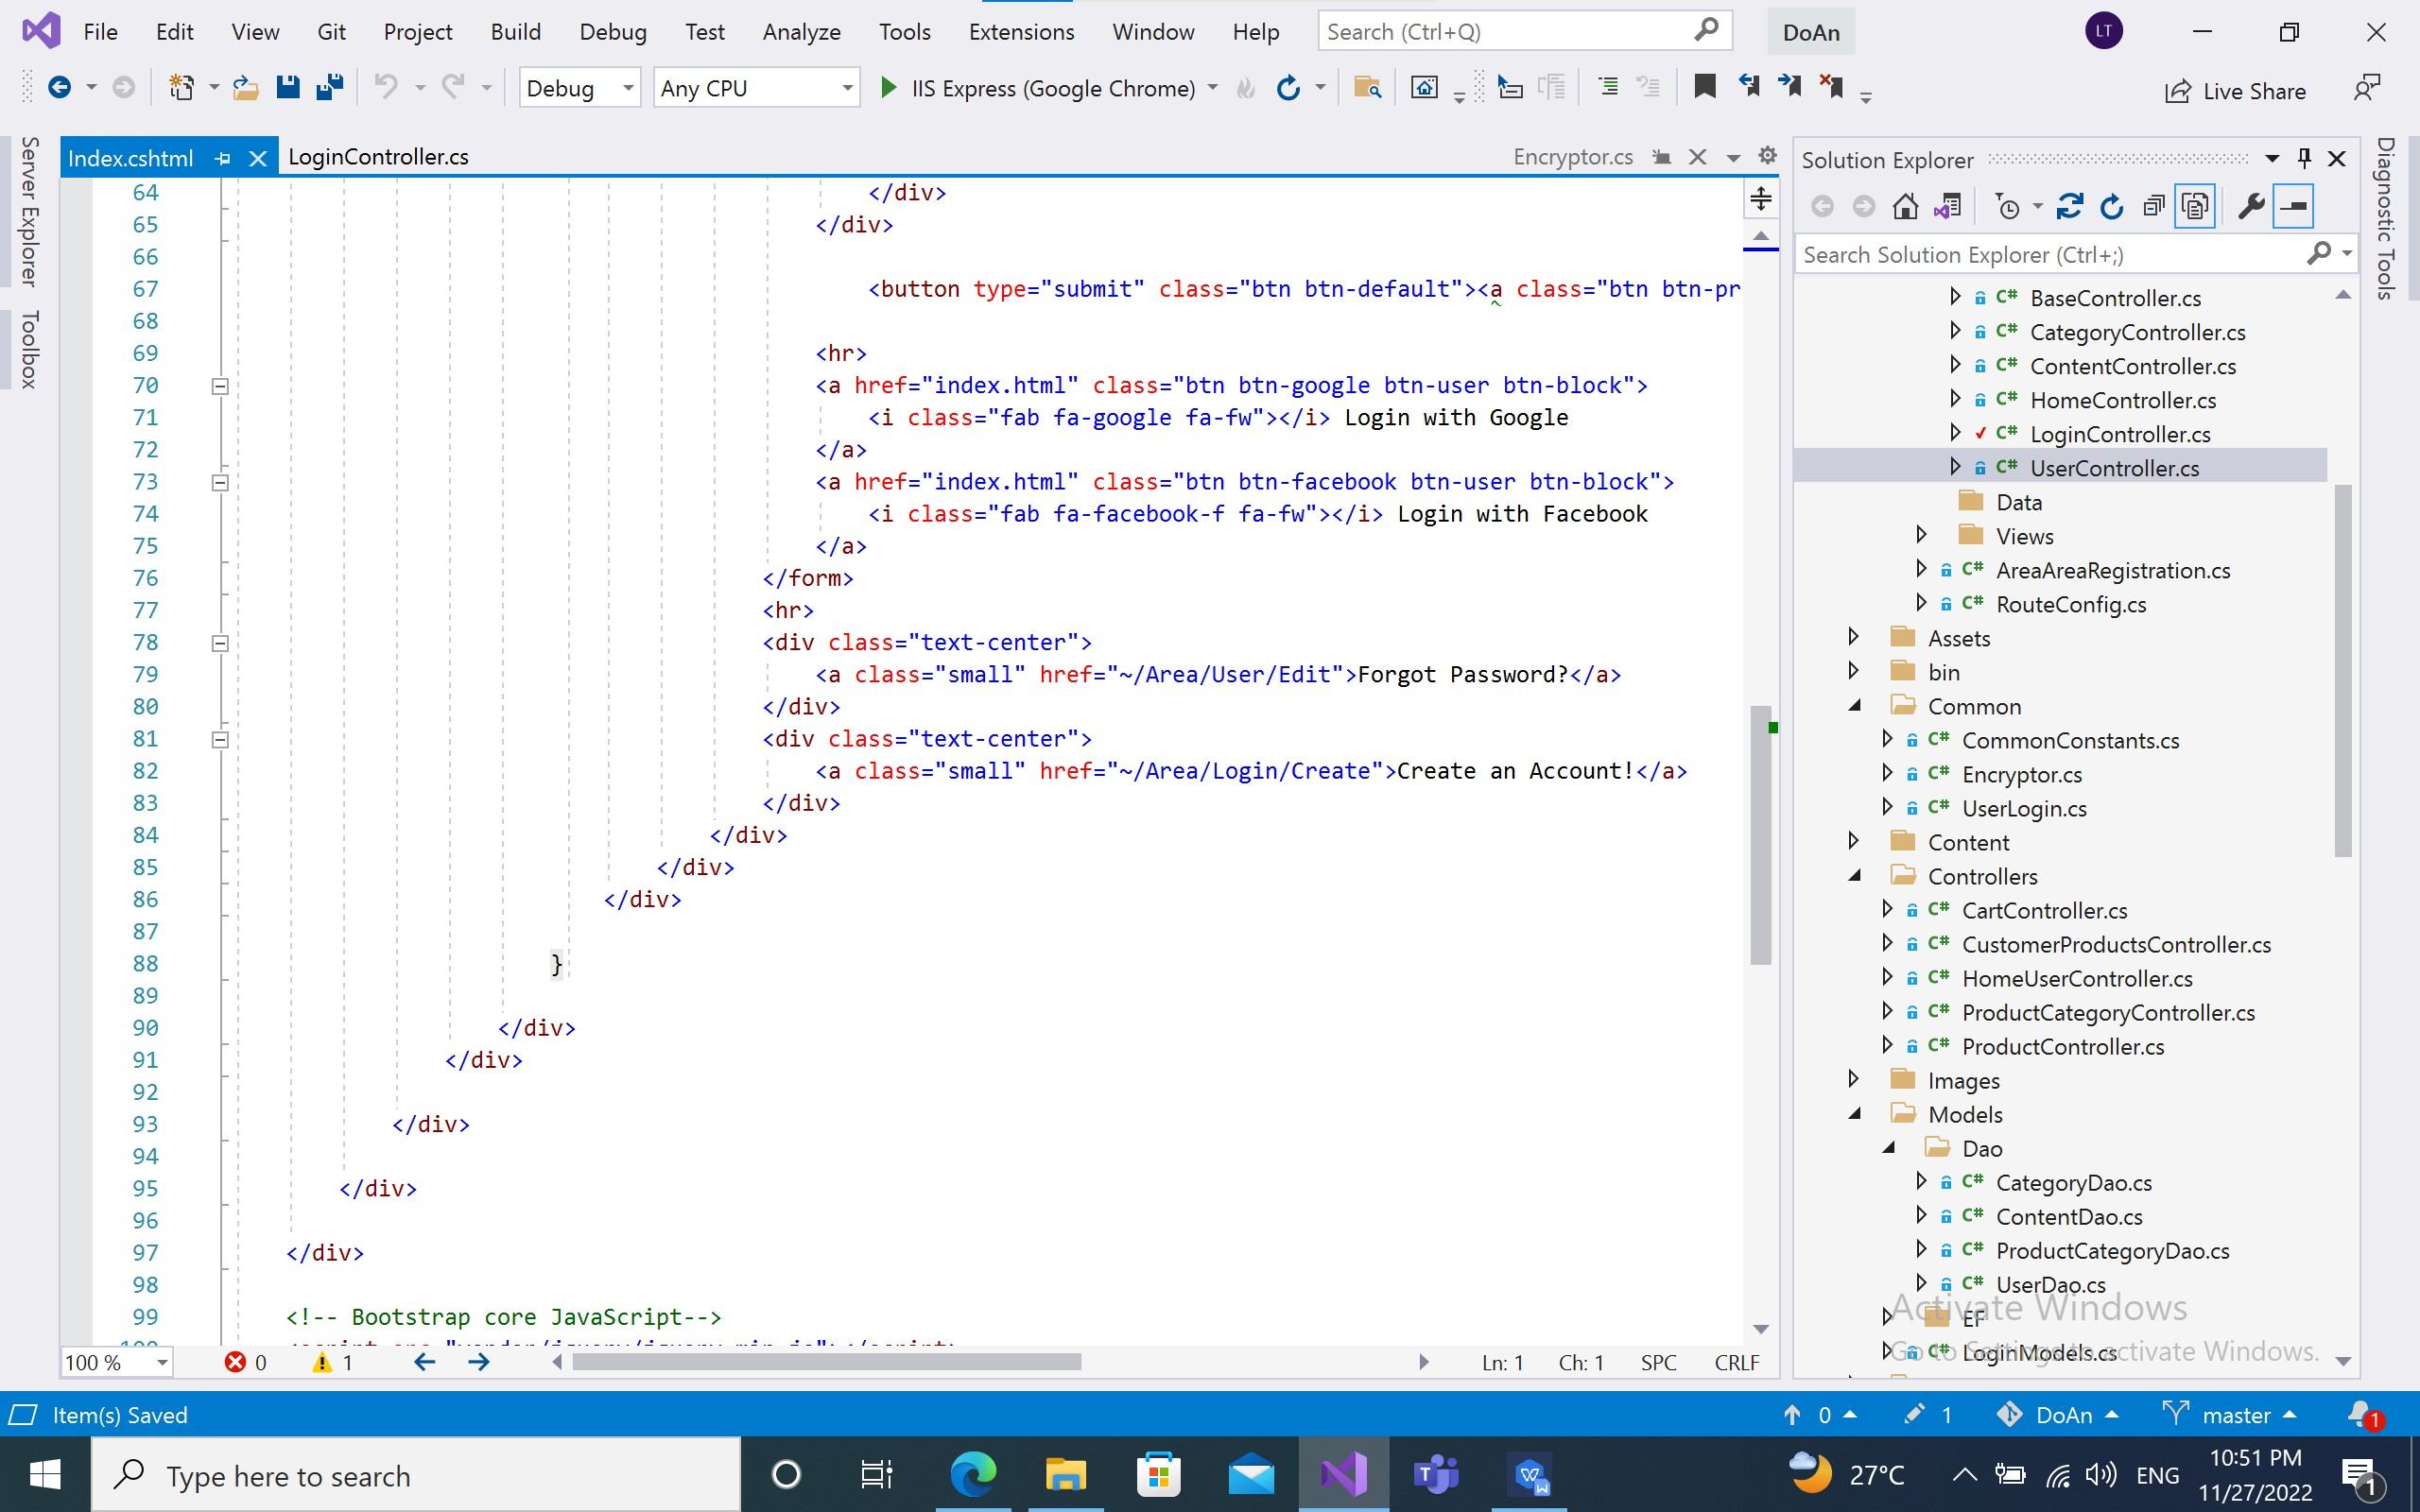 File Edit View Git Project Build Debug Test Analyze Tools Extensions Window Help Search (Ctrl+Q) DoAn LT
Debug Any CPU IIS Express (Google Chrome) Live Share
Server Explorer
Toolbox
Index.cshtml LoginController.cs Encryptor.cs
64 </div>
65 </div>
66
67 <button type="submit" class="btn btn-default"><a class="btn btn-pr
68
69 <hr>
70 <a href="index.html" class="btn btn-google btn-user btn-block">
71 <i class="fab fa-google fa-fw"></i> Login with Google
72 </a>
73 <a href="index.html" class="btn btn-facebook btn-user btn-block">
74 <i class="fab fa-facebook-f fa-fw"></i> Login with Facebook
75 </a>
76 </form>
77 <hr>
78 <div class="text-center">
79 <a class="small" href="~/Area/User/Edit">Forgot Password?</a>
80 </div>
81 <div class="text-center">
82 <a class="small" href="~/Area/Login/Create">Create an Account!</a>
83 </div>
84 </div>
85 </div>
86 </div>
87
88 }
89
90 </div>
91 </div>
92
93 </div>
94
95 </div>
96
97 </div>
98
99 <!-- Bootstrap core JavaScript-->
100 % 0 1 Ln: 1 Ch: 1 SPC CRLF
Solution Explorer
Search Solution Explorer (Ctrl+;)
C# BaseController.cs
C# CategoryController.cs
C# ContentController.cs
C# HomeController.cs
C# LoginController.cs
C# UserController.cs
Data
Views
C# AreaAreaRegistration.cs
C# RouteConfig.cs
Assets
bin
Common
C# CommonConstants.cs
C# Encryptor.cs
C# UserLogin.cs
Content
Controllers
C# CartController.cs
C# CustomerProductsController.cs
C# HomeUserController.cs
C# ProductCategoryController.cs
C# ProductController.cs
Images
Models
Dao
C# CategoryDao.cs
C# ContentDao.cs
C# ProductCategoryDao.cs
C# UserDao.cs
EF
C# LoginModels.cs
Activate Windows
Go to Settings to activate Windows.
Diagnostic Tools
Item(s) Saved 0 1 DoAn master 1
Type here to search 27°C ENG 10:51 PM
11/27/2022 1